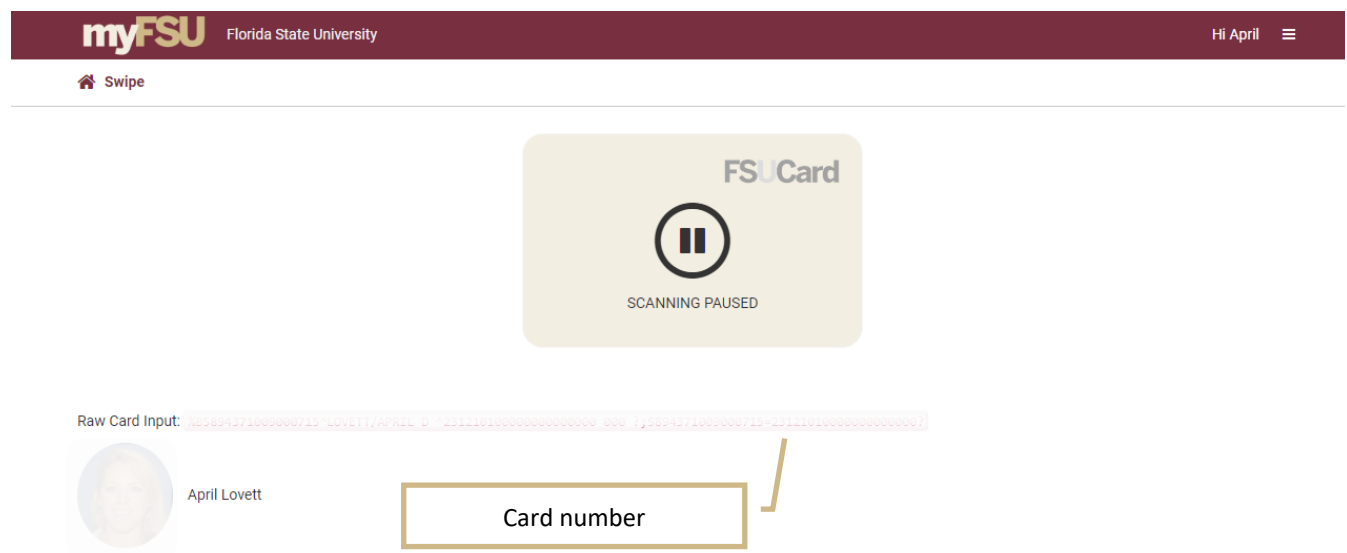 myFSU Florida State University Hi April
Swipe
FSUCard
SCANNING PAUSED
Raw Card Input:
April Lovett
Card number